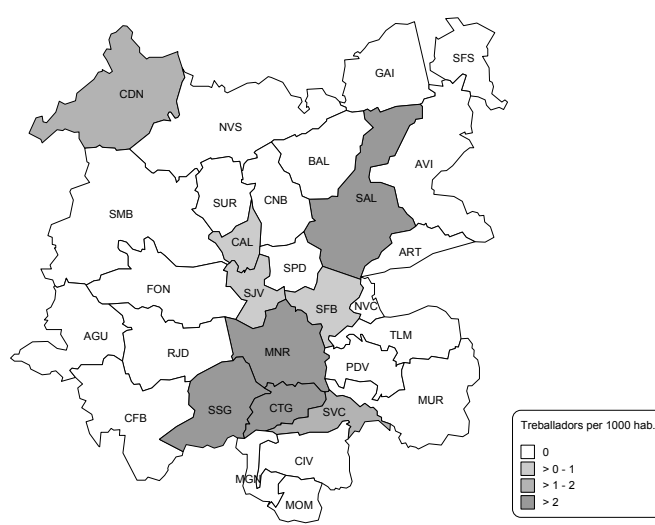 SFS
GAI
CDN
NVS
BAL
AVI
SAL
SUR
CNB
SMB
CAL
ART
SPD
FON
SJV
SFB
NVC
AGU
TLM
RJD
MNR
PDV
MUR
SSG
CTG
SVC
CFB
CIV
MGN
MOM
Treballadors per 1000 hab.
0
> 0 - 1
> 1 - 2
> 2